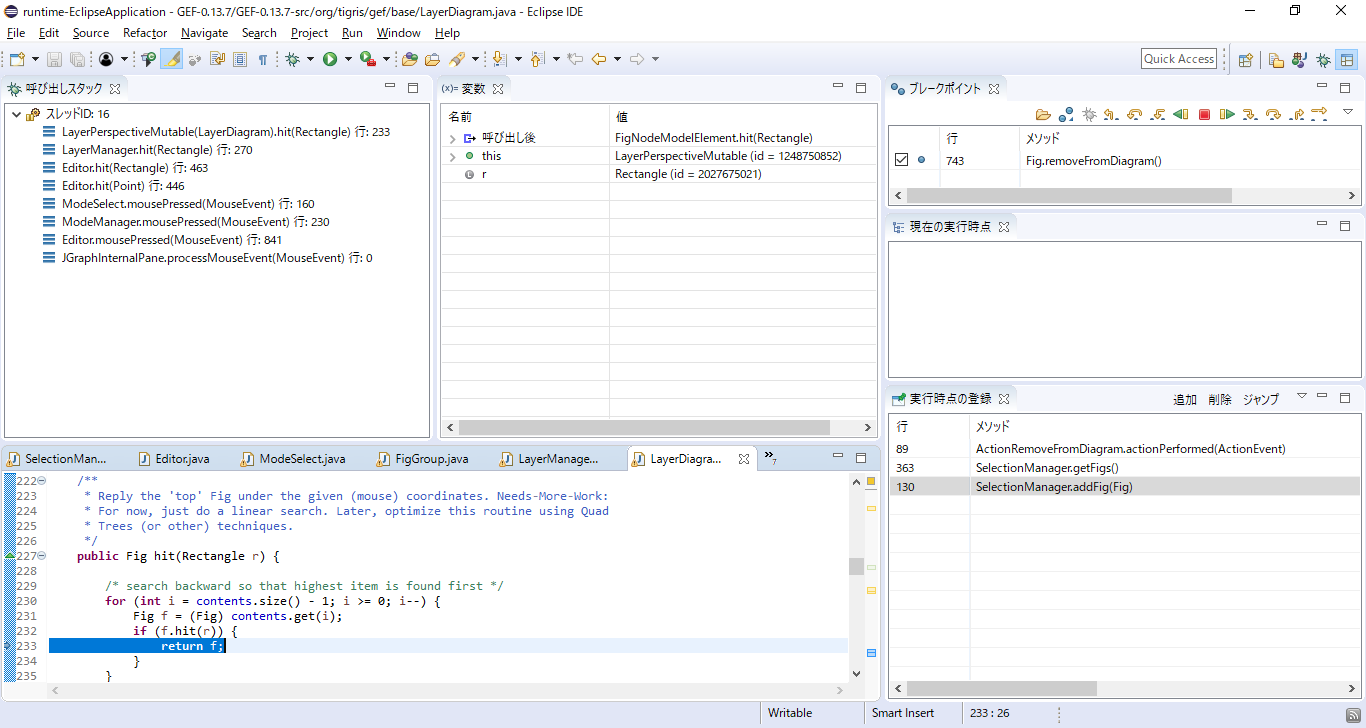 runtime-EclipseApplication - GEF-0.13.7/GEF-0.13.7-src/org/tigris/gef/base/LayerDiagram.java - Eclipse IDE
File Edit Source Refactor Navigate Search Project Run Window Help
Quick Access
呼び出しスタック
スレッドID: 16
LayerPerspectiveMutable(LayerDiagram).hit(Rectangle) 行: 233
LayerManager.hit(Rectangle) 行: 270
Editor.hit(Rectangle) 行: 463
Editor.hit(Point) 行: 446
ModeSelect.mousePressed(MouseEvent) 行: 160
ModeManager.mousePressed(MouseEvent) 行: 230
Editor.mousePressed(MouseEvent) 行: 841
JGraphInternalPane.processMouseEvent(MouseEvent) 行: 0
(x)= 変数
名前 値
呼び出し後 FigNodeModelElement.hit(Rectangle)
this LayerPerspectiveMutable (id = 1248750852)
r Rectangle (id = 2027675021)
ブレークポイント
行 メソッド
743 Fig.removeFromDiagram()
現在の実行時点
実行時点の登録 追加 削除 ジャンプ
行 メソッド
89 ActionRemoveFromDiagram.actionPerformed(ActionEvent)
363 SelectionManager.getFigs()
130 SelectionManager.addFig(Fig)
SelectionMan... Editor.java ModeSelect.java FigGroup.java LayerManage... LayerDiagra... »7
222 /**
223 * Reply the 'top' Fig under the given (mouse) coordinates. Needs-More-Work:
224 * For now, just do a linear search. Later, optimize this routine using Quad
225 * Trees (or other) techniques.
226 */
227 public Fig hit(Rectangle r) {
228
229 /* search backward so that highest item is found first */
230 for (int i = contents.size() - 1; i >= 0; i--) {
231 Fig f = (Fig) contents.get(i);
232 if (f.hit(r)) {
233 return f;
234 }
235 }
Writable Smart Insert 233 : 26